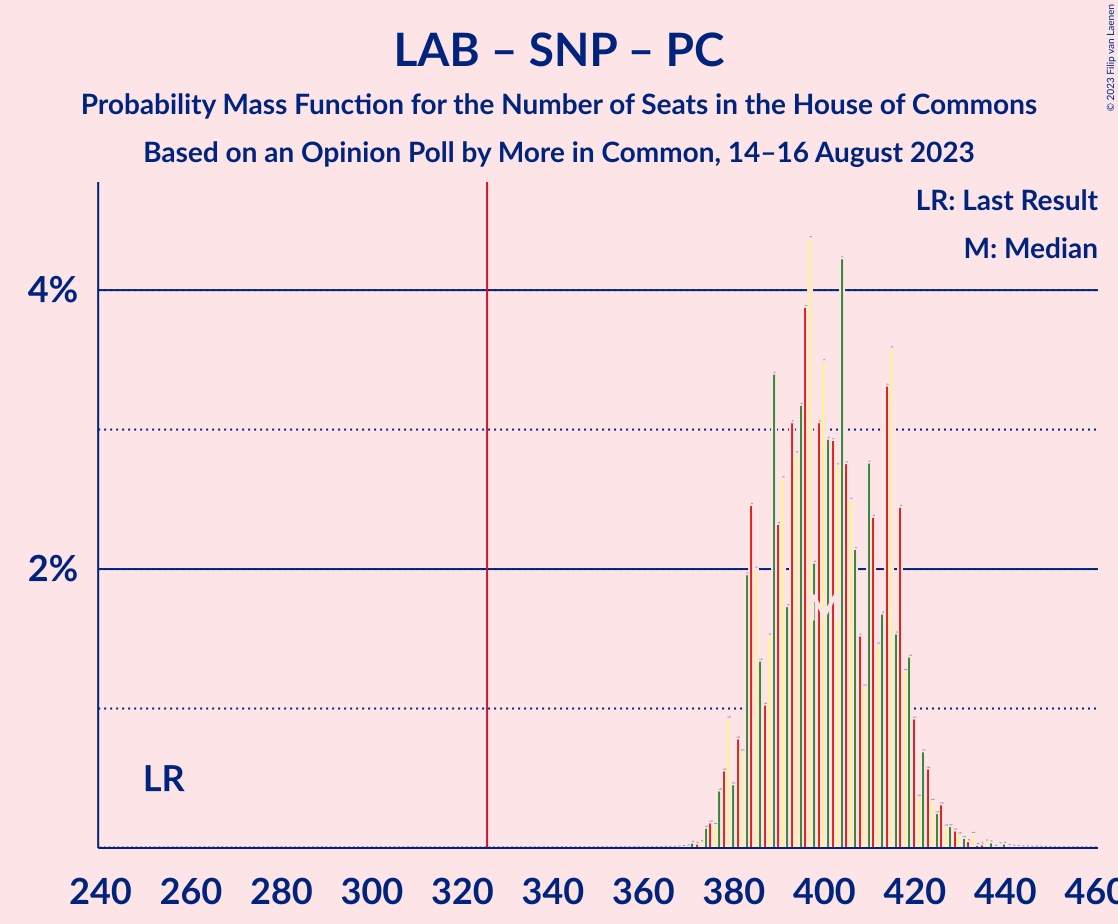 LAB – SNP – PC
Probability Mass Function for the Number of Seats in the House of Commons
Based on an Opinion Poll by More in Common, 14–16 August 2023
© 2023 Filip van Laenen
LR: Last Result
M: Median
4%
2%
M
LR
240 260 280 300 320 340 360 380 400 420 440 460